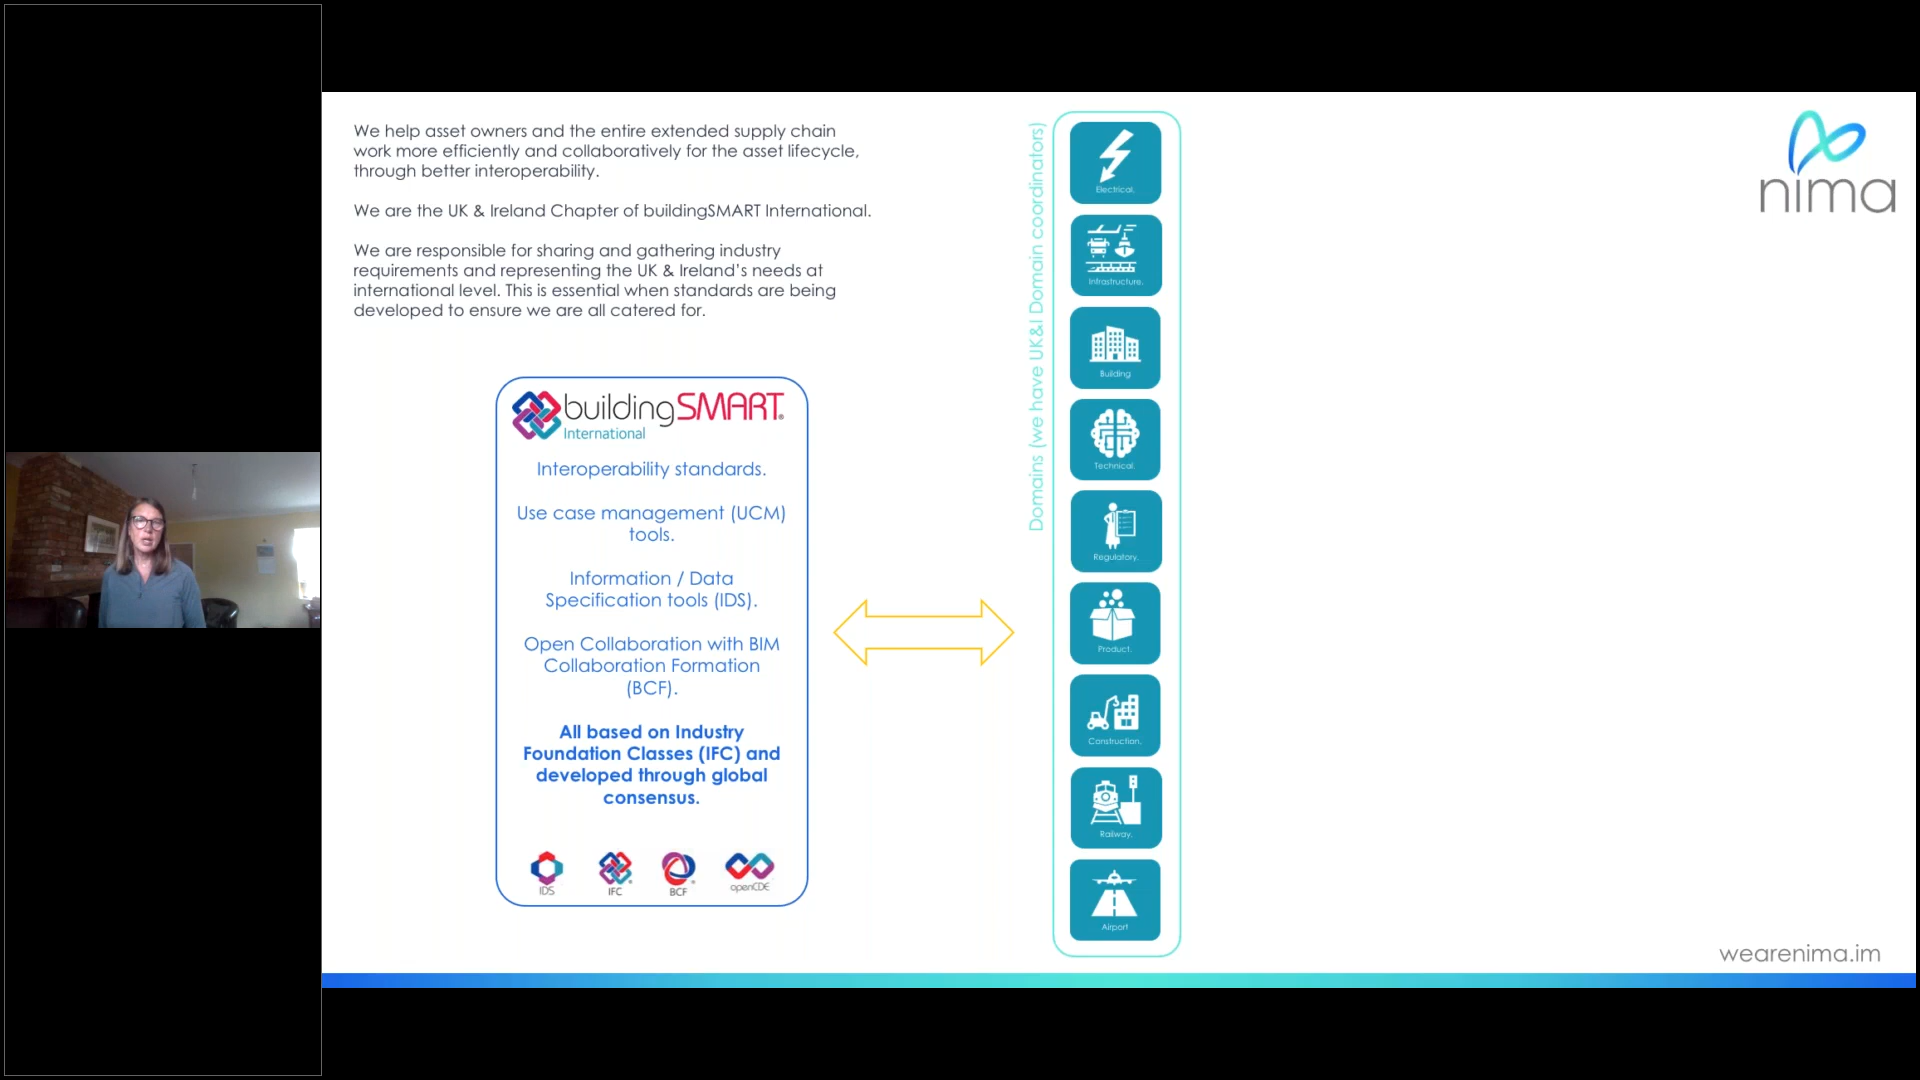 We help asset owners and the entire extended supply chain
work more efficiently and collaboratively for the asset lifecycle,
through better interoperability.
We are the UK & Ireland Chapter of buildingSMART International.
We are responsible for sharing and gathering industry
requirements and representing the UK & Ireland's needs at
international level. This is essential when standards are being
developed to ensure we are all catered for.
buildingSMART®
International
Interoperability standards.
Use case management (UCM)
tools.
Information / Data
Specification tools (IDS).
Open Collaboration with BIM
Collaboration Formation
(BCF).
All based on Industry
Foundation Classes (IFC) and
developed through global
consensus.
IDS
IFC
BCF
openCDE
Domains (we have UK&I Domain coordinators)
Electrical.
Infrastructure.
Building
Technical.
Regulatory.
Product.
Construction.
Railway.
Airport
nima
wearenima.im